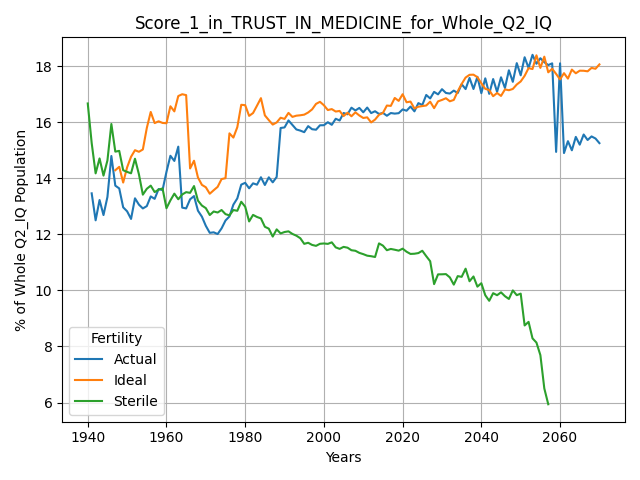 Score_1_in_TRUST_IN_MEDICINE_for_Whole_Q2_IQ
% of Whole Q2_IQ Population
18
16
14
12
10
8
6
Fertility
Actual
Ideal
Sterile
1940
1960
1980
2000
2020
2040
2060
Years